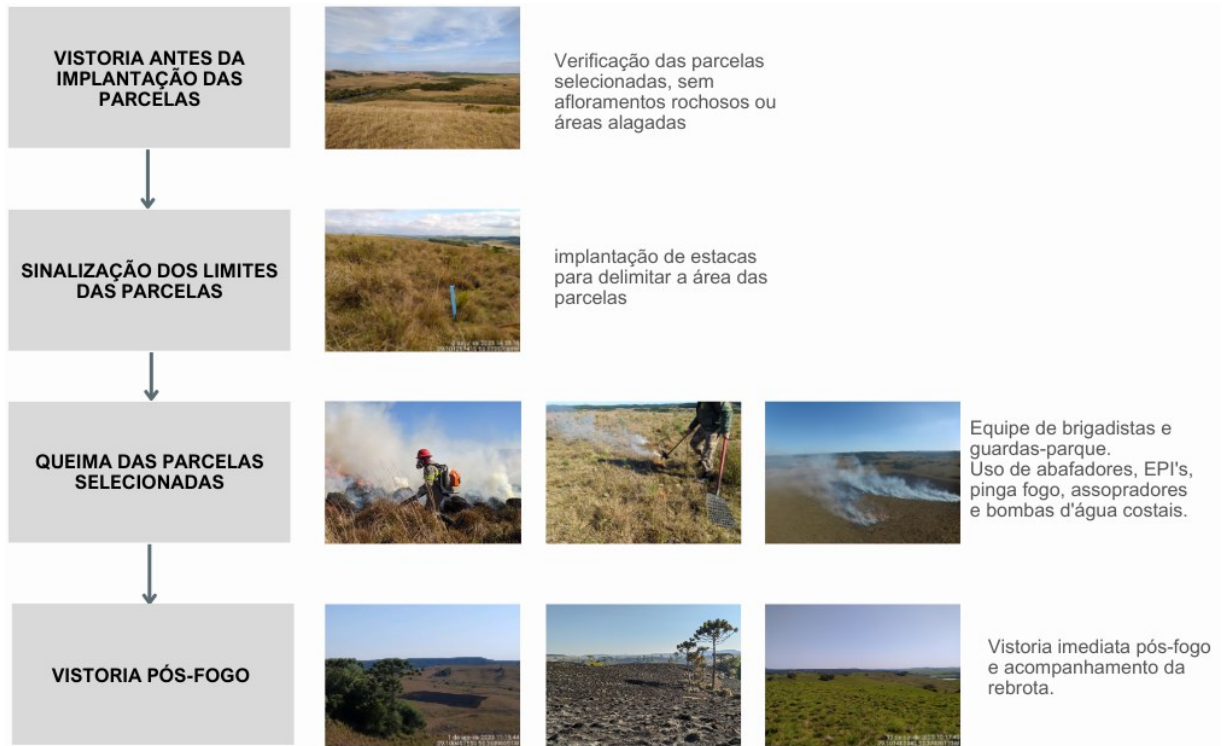 VISTORIA ANTES DA
IMPLANTAÇÃO DAS
PARCELAS
Verificação das parcelas
selecionadas, sem
afloramentos rochosos ou
áreas alagadas
SINALIZAÇÃO DOS LIMITES
DAS PARCELAS
implantação de estacas
para delimitar a área das
parcelas
QUEIMA DAS PARCELAS
SELECIONADAS
Equipe de brigadistas e
guardas-parque.
Uso de abafadores, EPI's,
pinga fogo, assopradores
e bombas d'água costais.
VISTORIA PÓS-FOGO
Vistoria imediata pós-fogo
e acompanhamento da
rebrota.